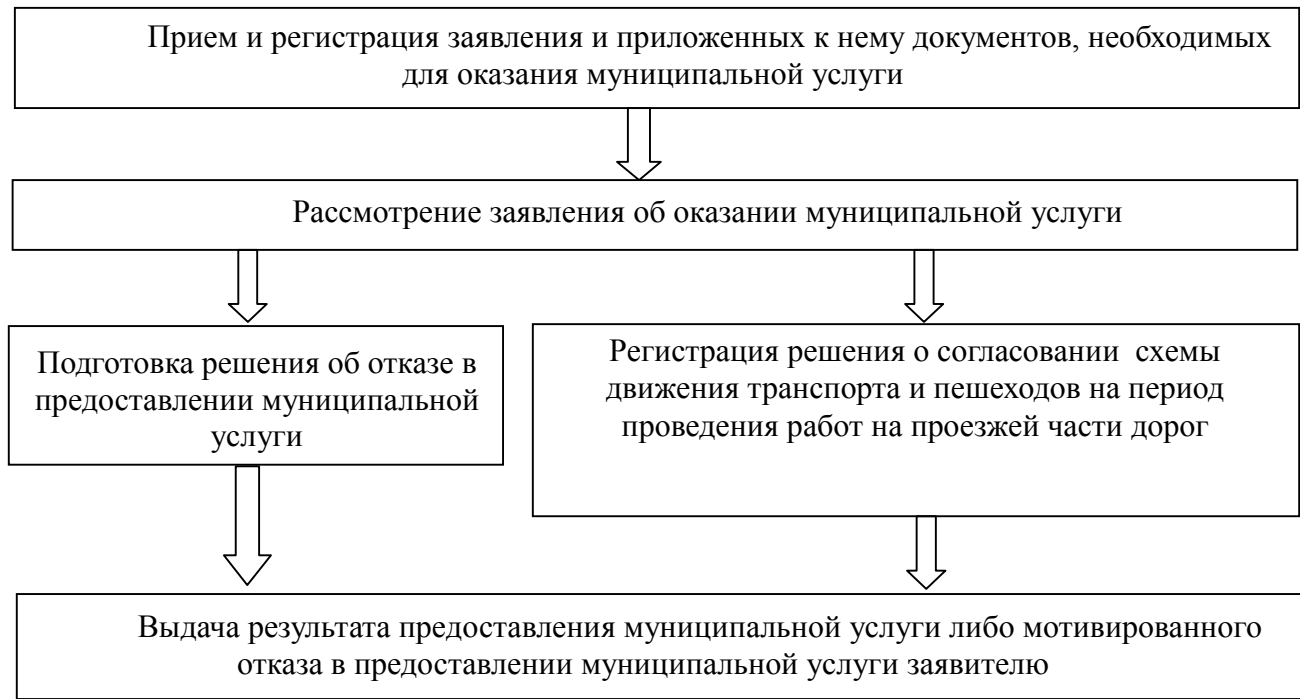 Прием и регистрация заявления и приложенных к нему документов, необходимых
для оказания муниципальной услуги
Рассмотрение заявления об оказании муниципальной услуги
Подготовка решения об отказе в
предоставлении муниципальной
услуги
Регистрация решения о согласовании схемы
движения транспорта и пешеходов на период
проведения работ на проезжей части дорог
Выдача результата предоставления муниципальной услуги либо мотивированного
отказа в предоставлении муниципальной услуги заявителю